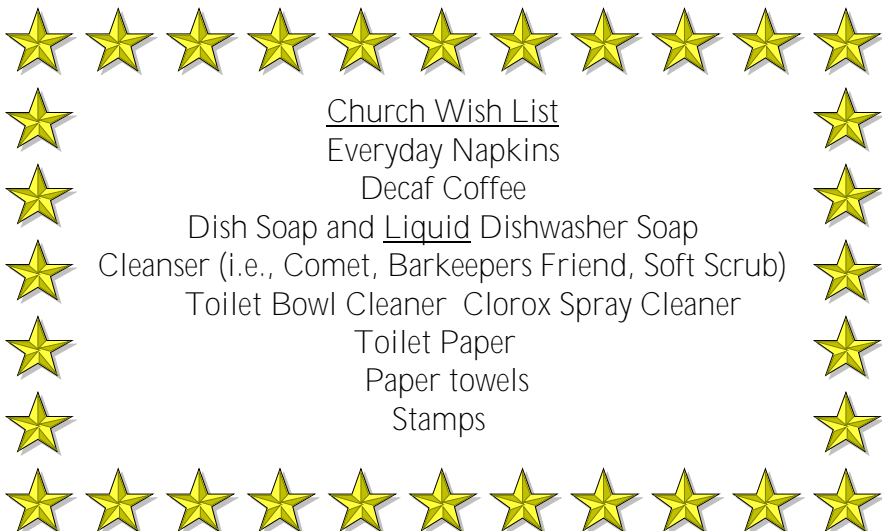 Church Wish List
Everyday Napkins
Decaf Coffee
Dish Soap and Liquid Dishwasher Soap
Cleanser (i.e., Comet, Barkeepers Friend, Soft Scrub)
Toilet Bowl Cleaner  Clorox Spray Cleaner
Toilet Paper
Paper towels
Stamps